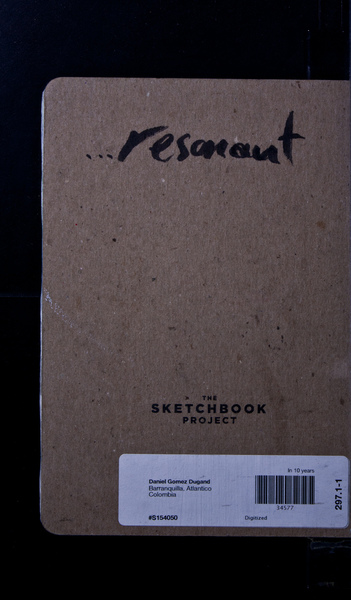 ...resonant
> THE
SKETCHBOOK
PROJECT
In 10 years
Daniel Gomez Dugand
Barranquilla, Atlantico
Colombia
34577
#S154050
Digitized
297.1-1